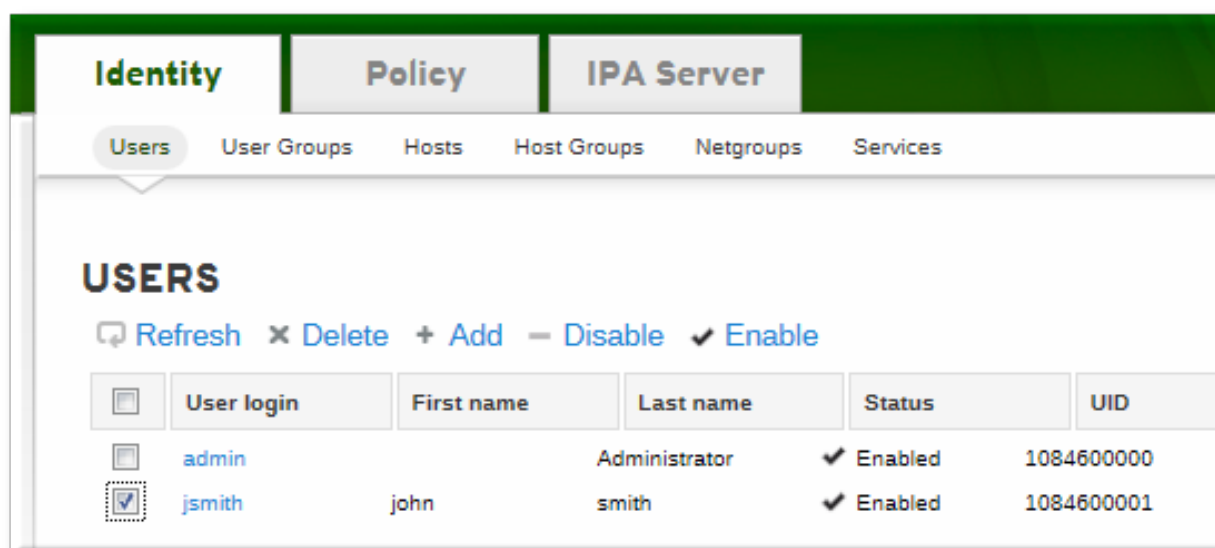 Identity Policy IPA Server
Users User Groups Hosts Host Groups Netgroups Services
USERS
Refresh Delete Add Disable Enable
User login First name Last name Status UID
admin Administrator Enabled 1084600000
jsmith john smith Enabled 1084600001